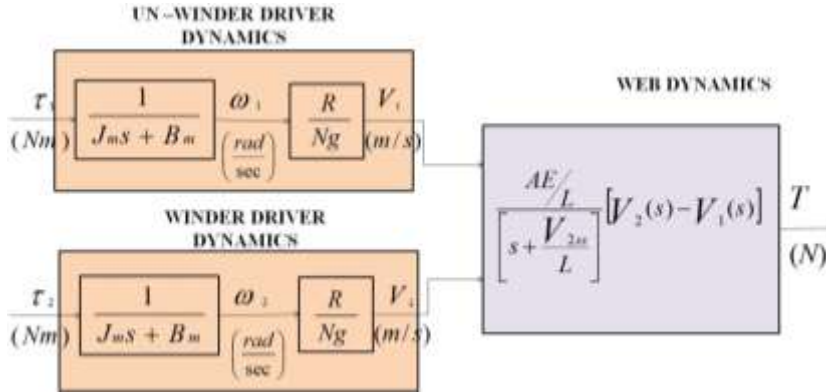 UN-WINDER DRIVER
DYNAMICS
τ₁
(Nm)
1
Jₘs + Bₘ
ω₁
(rad/sec)
R
Ng
V₁
(m/s)
WINDER DRIVER
DYNAMICS
τ₂
(Nm)
1
Jₘs + Bₘ
ω₂
(rad/sec)
R
Ng
(m/s)
WEB DYNAMICS
AE/L
[s + V₂ₛₛ/L]
[V₂(s) − V₁(s)]
T
(N)